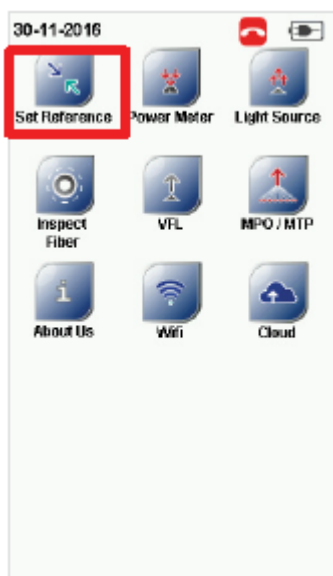 30-11-2016
Set Reference
Power Meter
Light Source
Inspect
Fiber
VFL
MPO / MTP
i
About Us
Wifi
Cloud